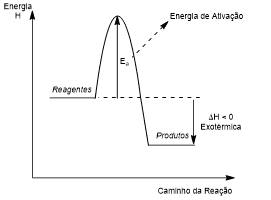 Energia
H
Energia de Ativação
Reagentes
Ea
ΔH < 0
Exotérmica
Produtos
Caminho da Reação